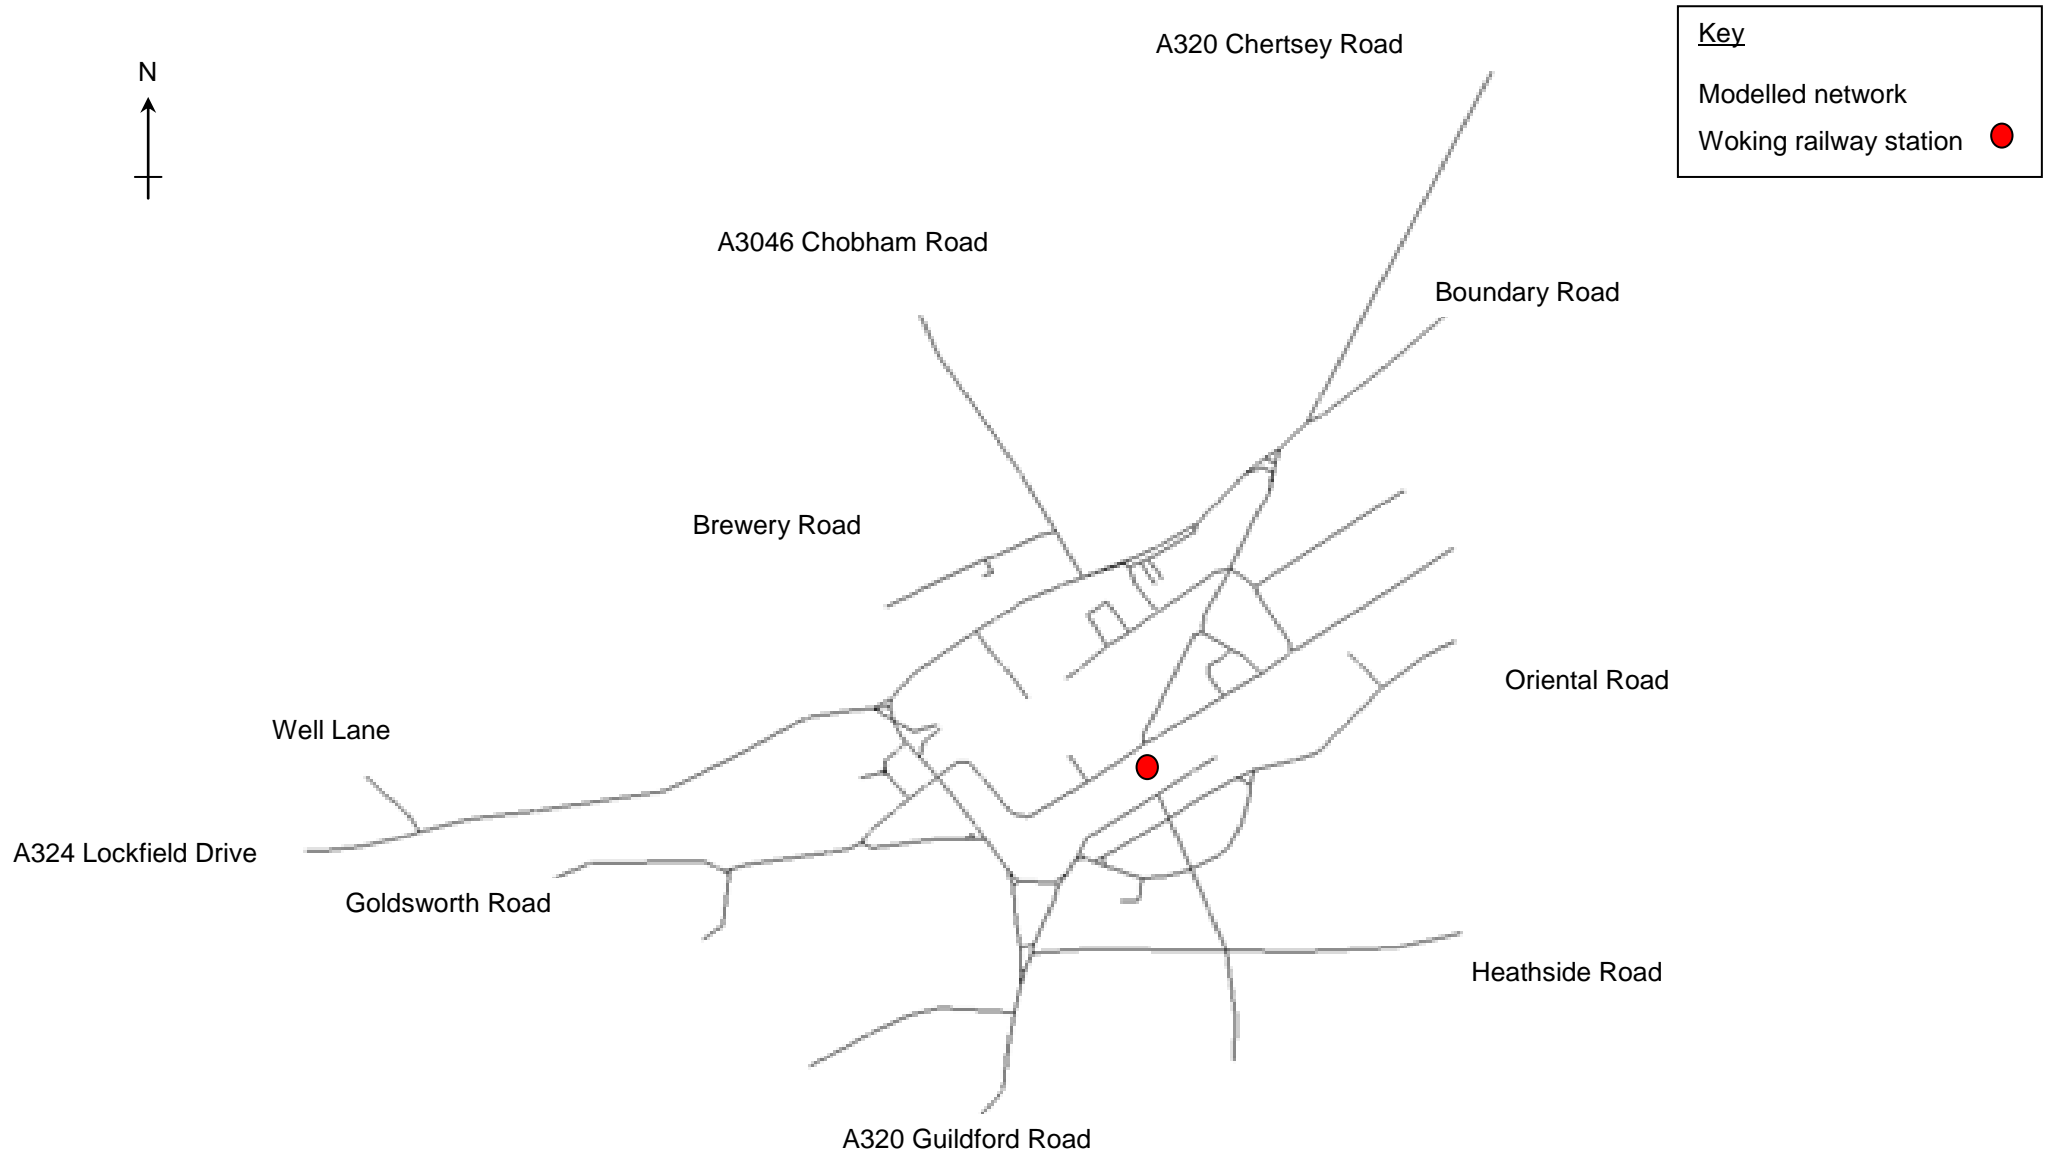 A320 Chertsey Road
Key
N
Modelled network
Woking railway station
A3046 Chobham Road
Boundary Road
Brewery Road
Oriental Road
Well Lane
A324 Lockfield Drive
Goldsworth Road
Heathside Road
A320 Guildford Road